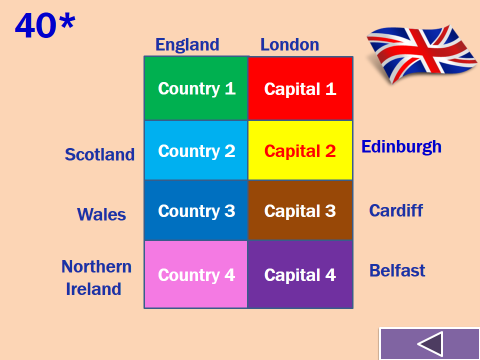 40*
England London
Country 1 Capital 1
Scotland Country 2 Capital 2 Edinburgh
Wales Country 3 Capital 3 Cardiff
Northern
Ireland Country 4 Capital 4 Belfast